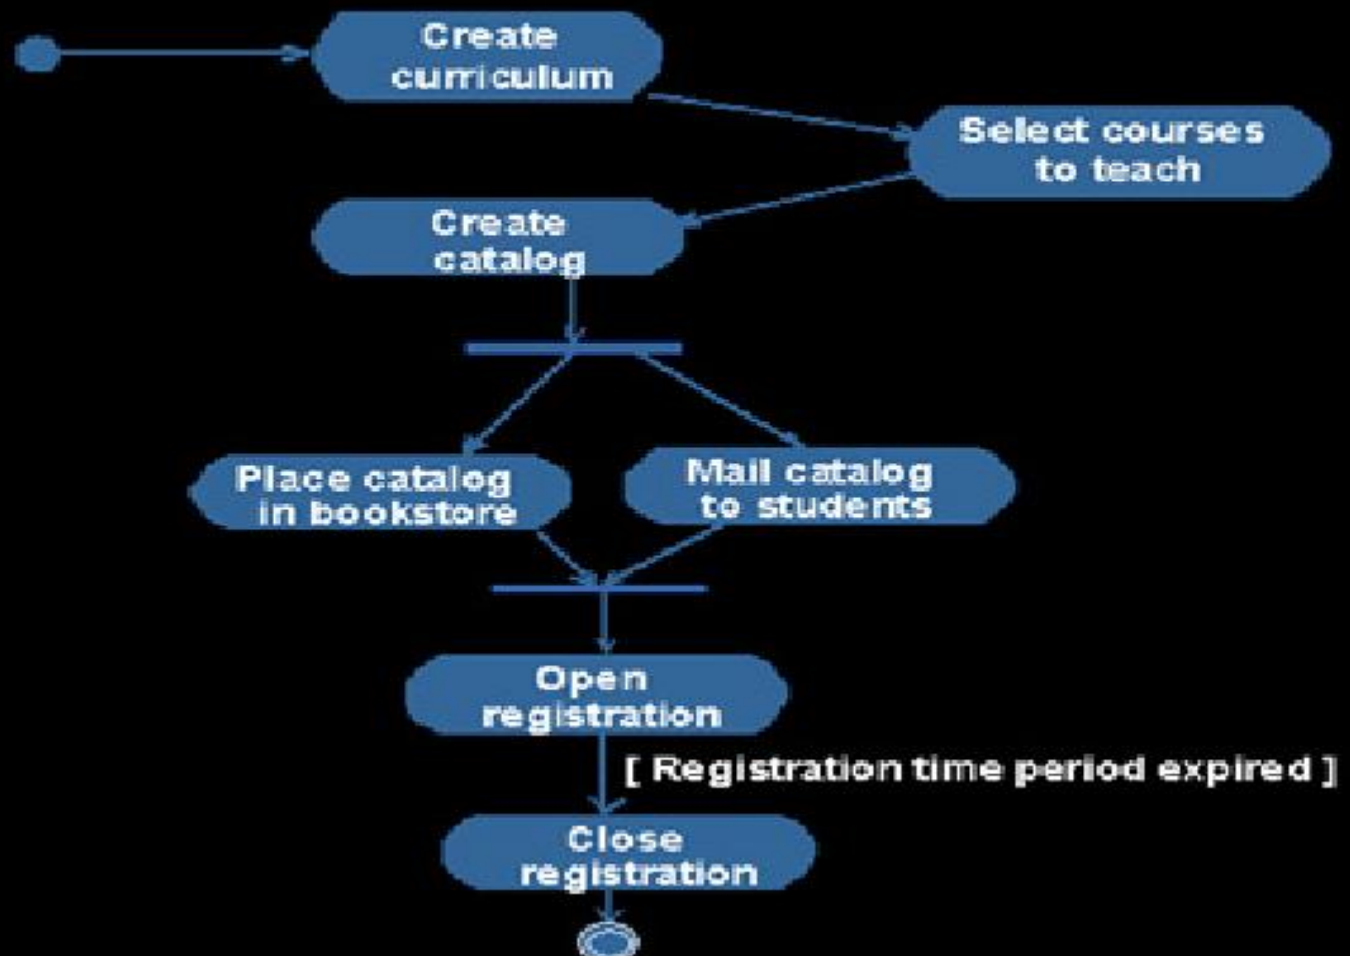 Create
curriculum
Select courses
to teach
Create
catalog
Place catalog
in bookstore
Mail catalog
to students
Open
registration
[ Registration time period expired ]
Close
registration